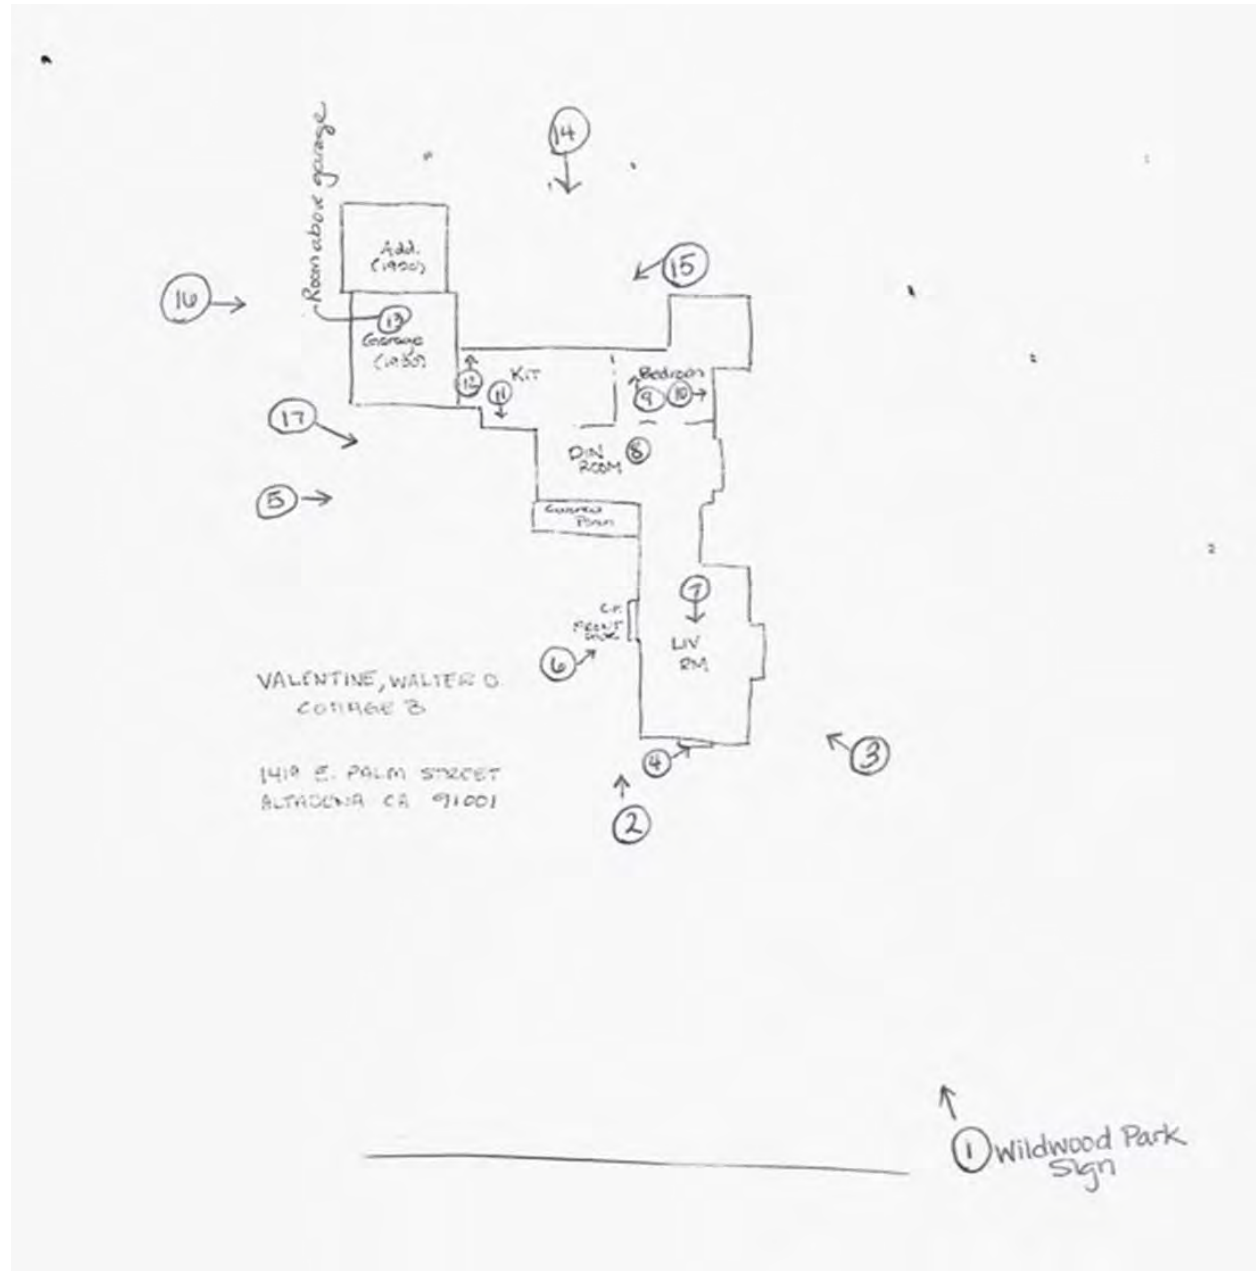 14
Room above garage
Add.
15
16
13
Garage
KIT
Bedroom
12
11
9
10
17
DIN
ROOM
8
5
7
FRONT
LIV
RM
6
VALENTINE, WALTER D.
COTTAGE B
4
3
1419 E. PALM STREET
ALTADENA CA 91001
2
1 Wildwood Park
Sign